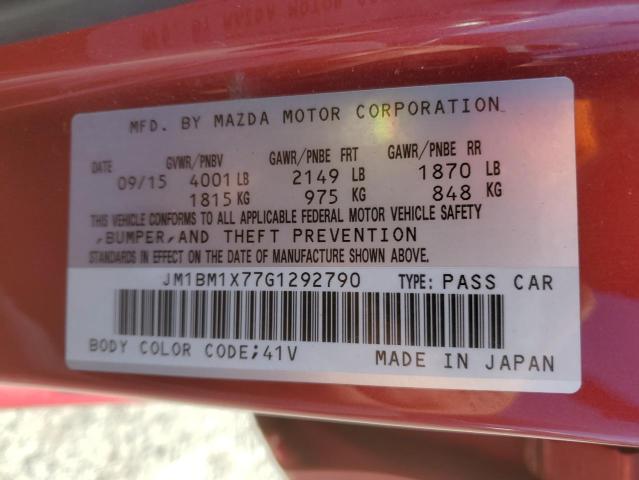 MFD. BY MAZDA MOTOR CORPORATION
DATE GVWR/PNBV GAWR/PNBE FRT GAWR/PNBE RR
09/15 4001 LB 2149 LB 1870 LB
1815 KG 975 KG 848 KG
THIS VEHICLE CONFORMS TO ALL APPLICABLE FEDERAL MOTOR VEHICLE SAFETY
,BUMPER,AND THEFT PREVENTION
STANDARDS IN EFFECT ON THE DATE OF MANUFACTURE SHOWN ABOVE.
JM1BM1X77G1292790 TYPE: PASS CAR
BODY COLOR CODE;41V MADE IN JAPAN